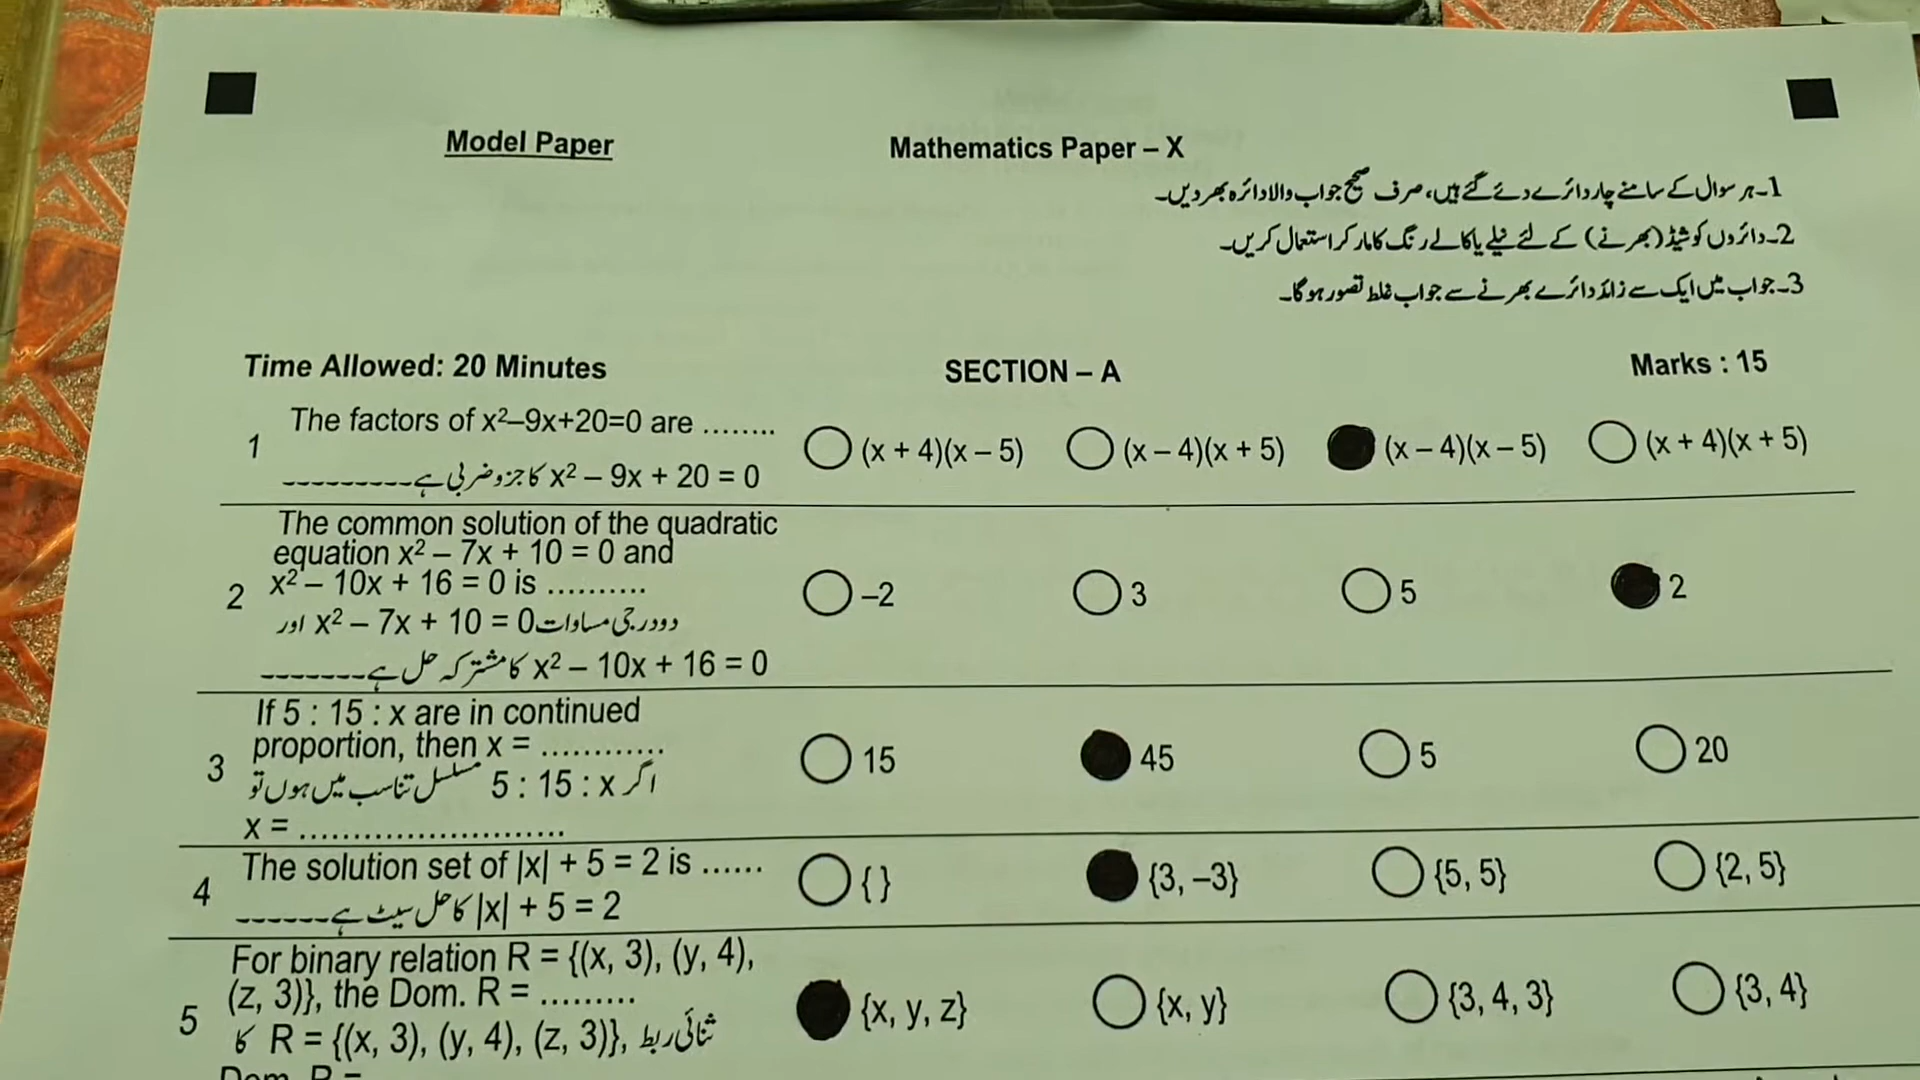 Model Paper
Mathematics Paper – X
1۔ ہر سوال کے سامنے چار دائرے دئے گئے ہیں، صرف صحیح جواب والا دائرہ بھر دیں۔
2۔ دائروں کو شیڈ (بھرنے) کے لئے نیلے یا کالے رنگ کا مارکر استعمال کریں۔
3۔ جواب میں ایک سے زائد دائرے بھرنے سے جواب غلط تصور ہوگا۔
Time Allowed: 20 Minutes
SECTION – A
Marks : 15
1
The factors of x²–9x+20=0 are ........
x² – 9x + 20 = 0 کا جزو ضربی ہے---------
(x + 4)(x – 5)
(x – 4)(x + 5)
(x – 4)(x – 5)
(x + 4)(x + 5)
2
The common solution of the quadratic
equation x² – 7x + 10 = 0 and
x² – 10x + 16 = 0 is ..........
دودرجی مساوات x² – 7x + 10 = 0 اور
x² – 10x + 16 = 0 کا مشترکہ حل ہے-------
–2
3
5
2
3
If 5 : 15 : x are in continued
proportion, then x = ............
اگر 5 : 15 : x مسلسل تناسب میں ہوں تو
x = .........................
15
45
5
20
4
The solution set of |x| + 5 = 2 is ......
|x| + 5 = 2 کا حل سیٹ ہے------
{ }
{3, –3}
{5, 5}
{2, 5}
5
For binary relation R = {(x, 3), (y, 4),
(z, 3)}, the Dom. R = .........
ثنائی ربط R = {(x, 3), (y, 4), (z, 3)}, کا
Dom. R =
{x, y, z}
{x, y}
{3, 4, 3}
{3, 4}